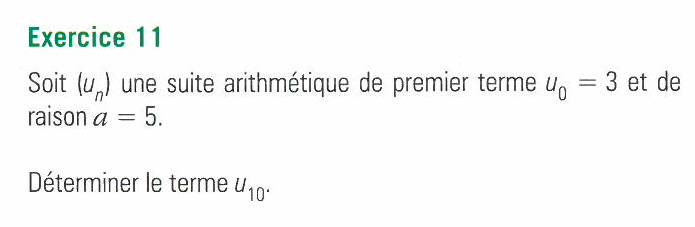 Exercice 11
Soit (uₙ) une suite arithmétique de premier terme u₀ = 3 et de
raison a = 5.
Déterminer le terme u₁₀.